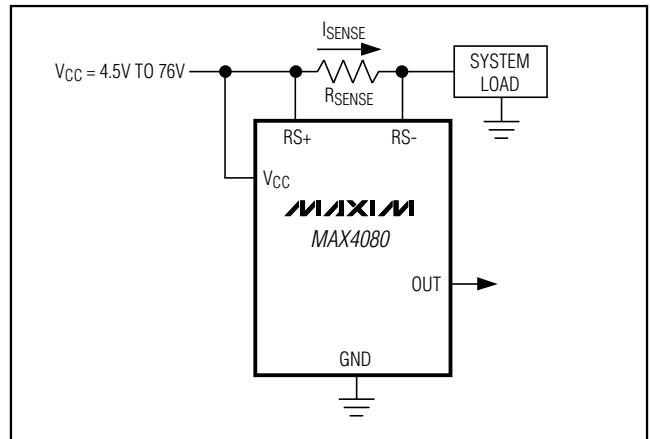 ISENSE
VCC = 4.5V TO 76V
SYSTEM
LOAD
RSENSE
RS+ RS-
VCC
MAXIM
MAX4080
OUT
GND